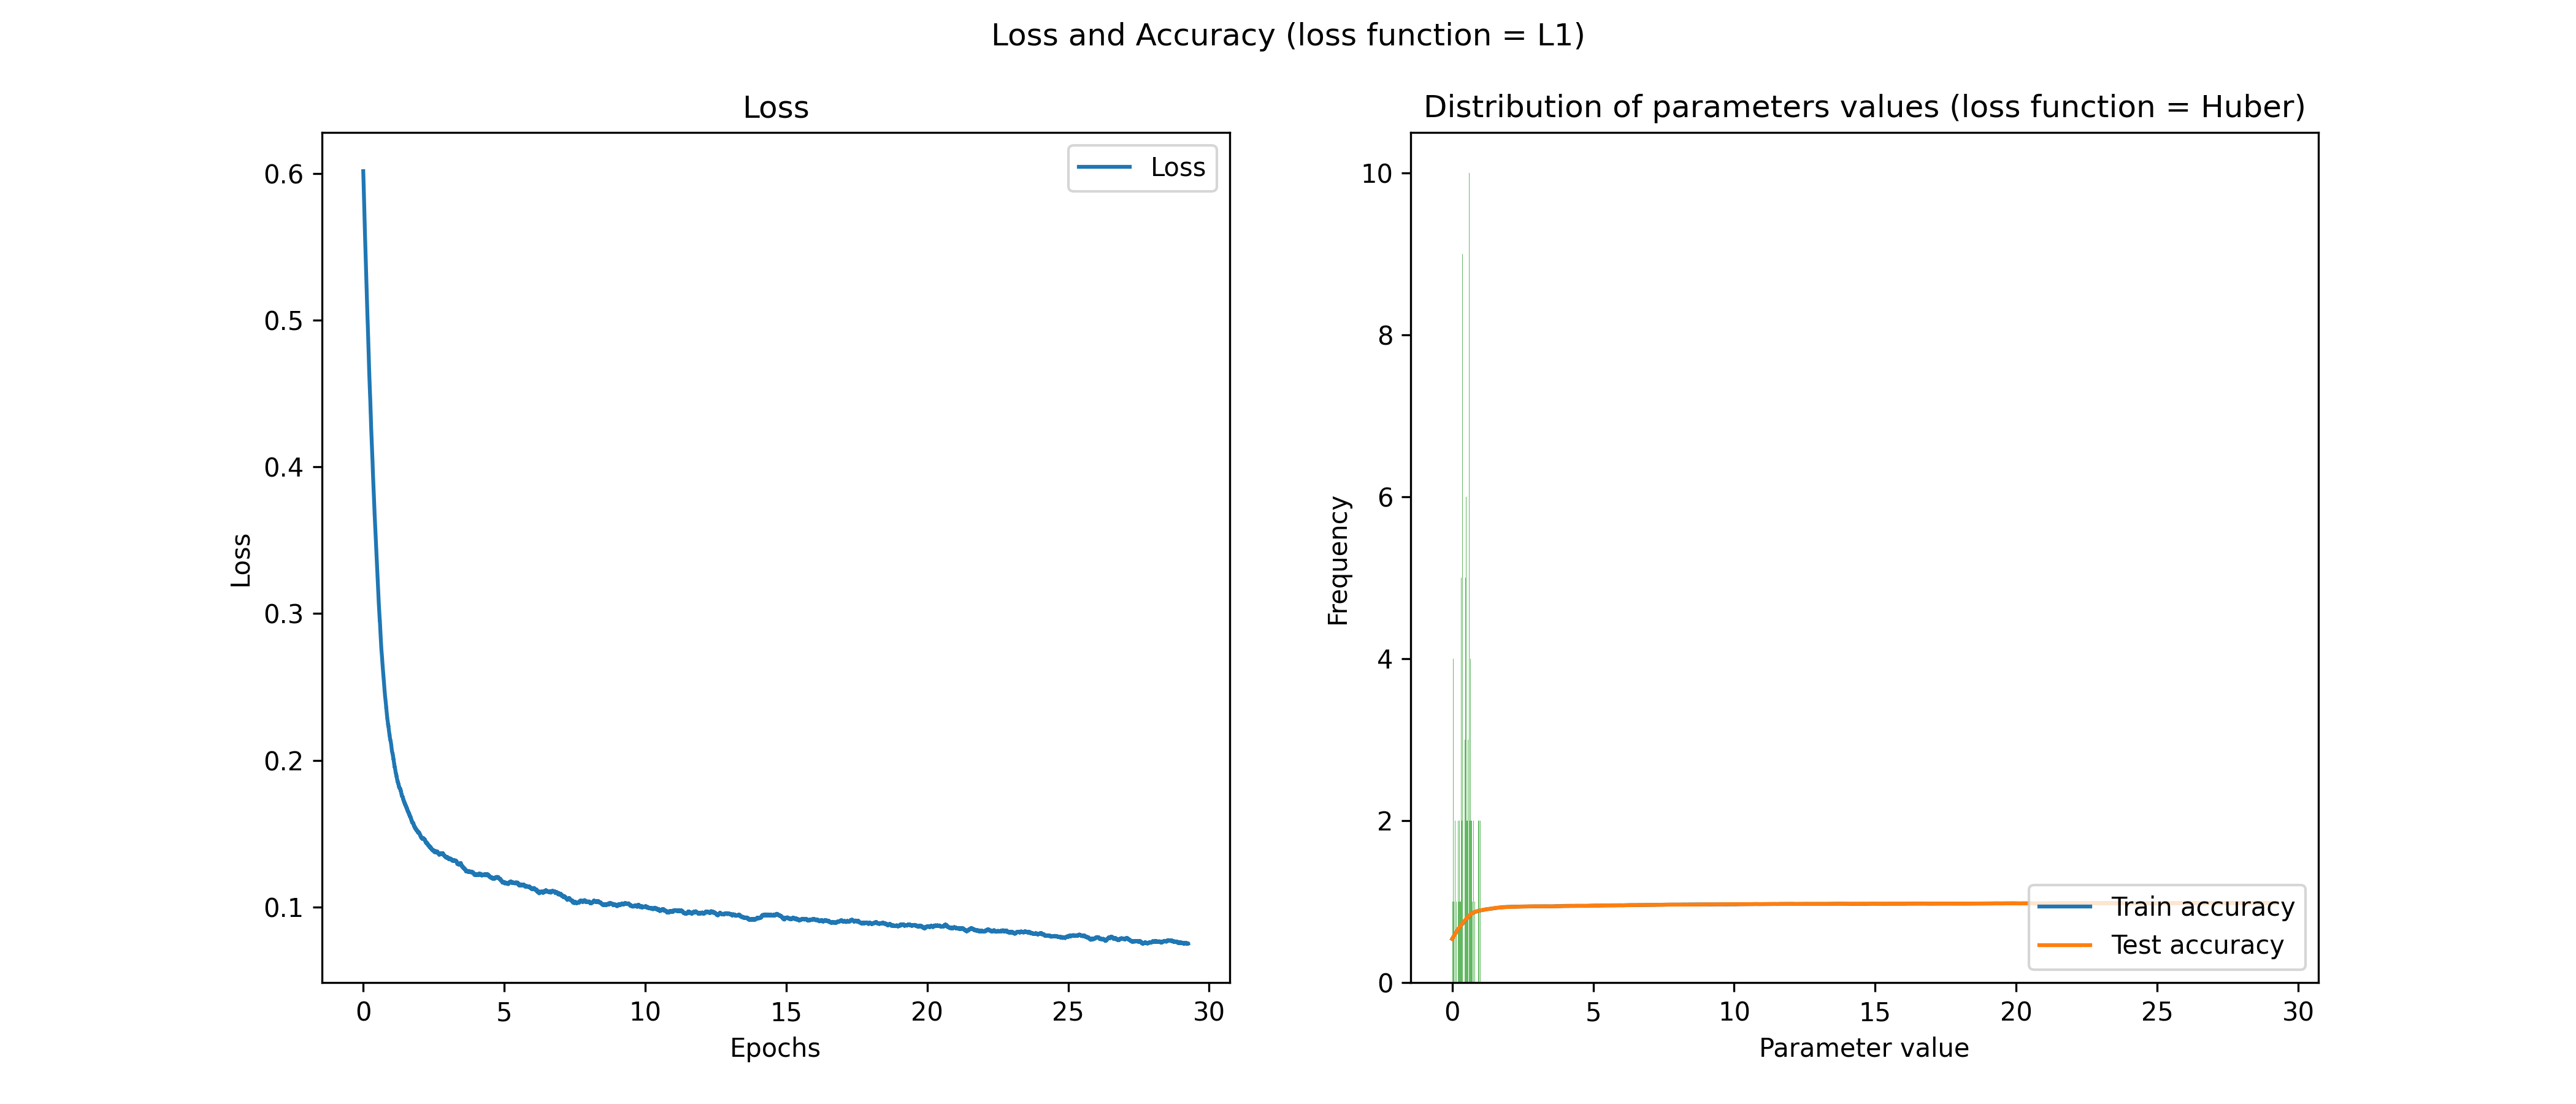 Loss and Accuracy (loss function = L1)
Loss
Loss
0.6
0.5
0.4
0.3
0.2
0.1
Loss
0
5
10
15
20
25
30
Epochs
Distribution of parameters values (loss function = Huber)
10
8
6
4
2
0
Frequency
Train accuracy
Test accuracy
0
5
10
15
20
25
30
Parameter value